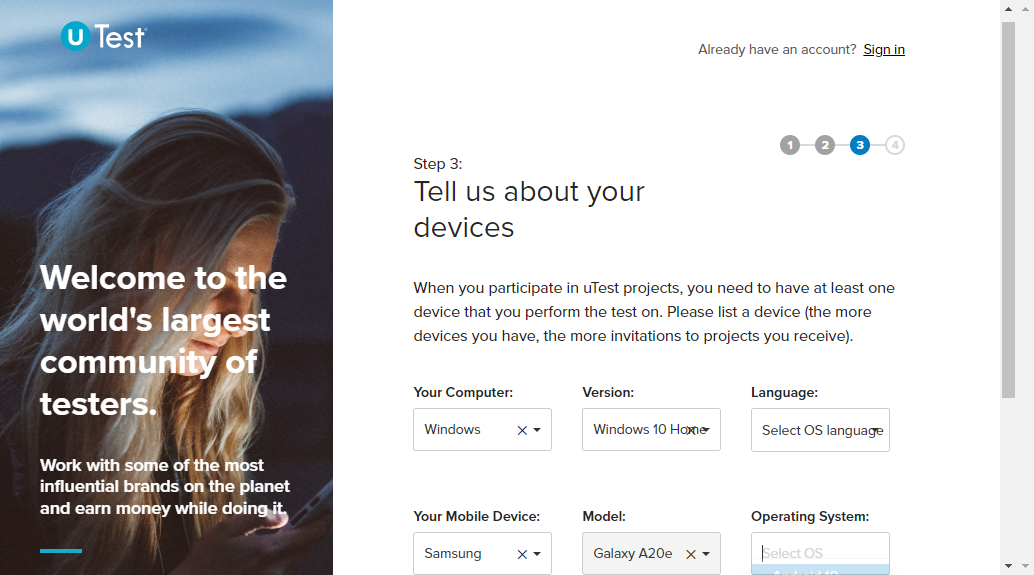 U Test
Already have an account? Sign in
1 2 3 4
Step 3:
Tell us about your
devices
Welcome to the
world's largest
community of
testers.
Work with some of the most
influential brands on the planet
and earn money while doing it.
When you participate in uTest projects, you need to have at least one
device that you perform the test on. Please list a device (the more
devices you have, the more invitations to projects you receive).
Your Computer: Version: Language:
Windows Windows 10 Home Select OS language
Your Mobile Device: Model: Operating System:
Samsung Galaxy A20e Select OS